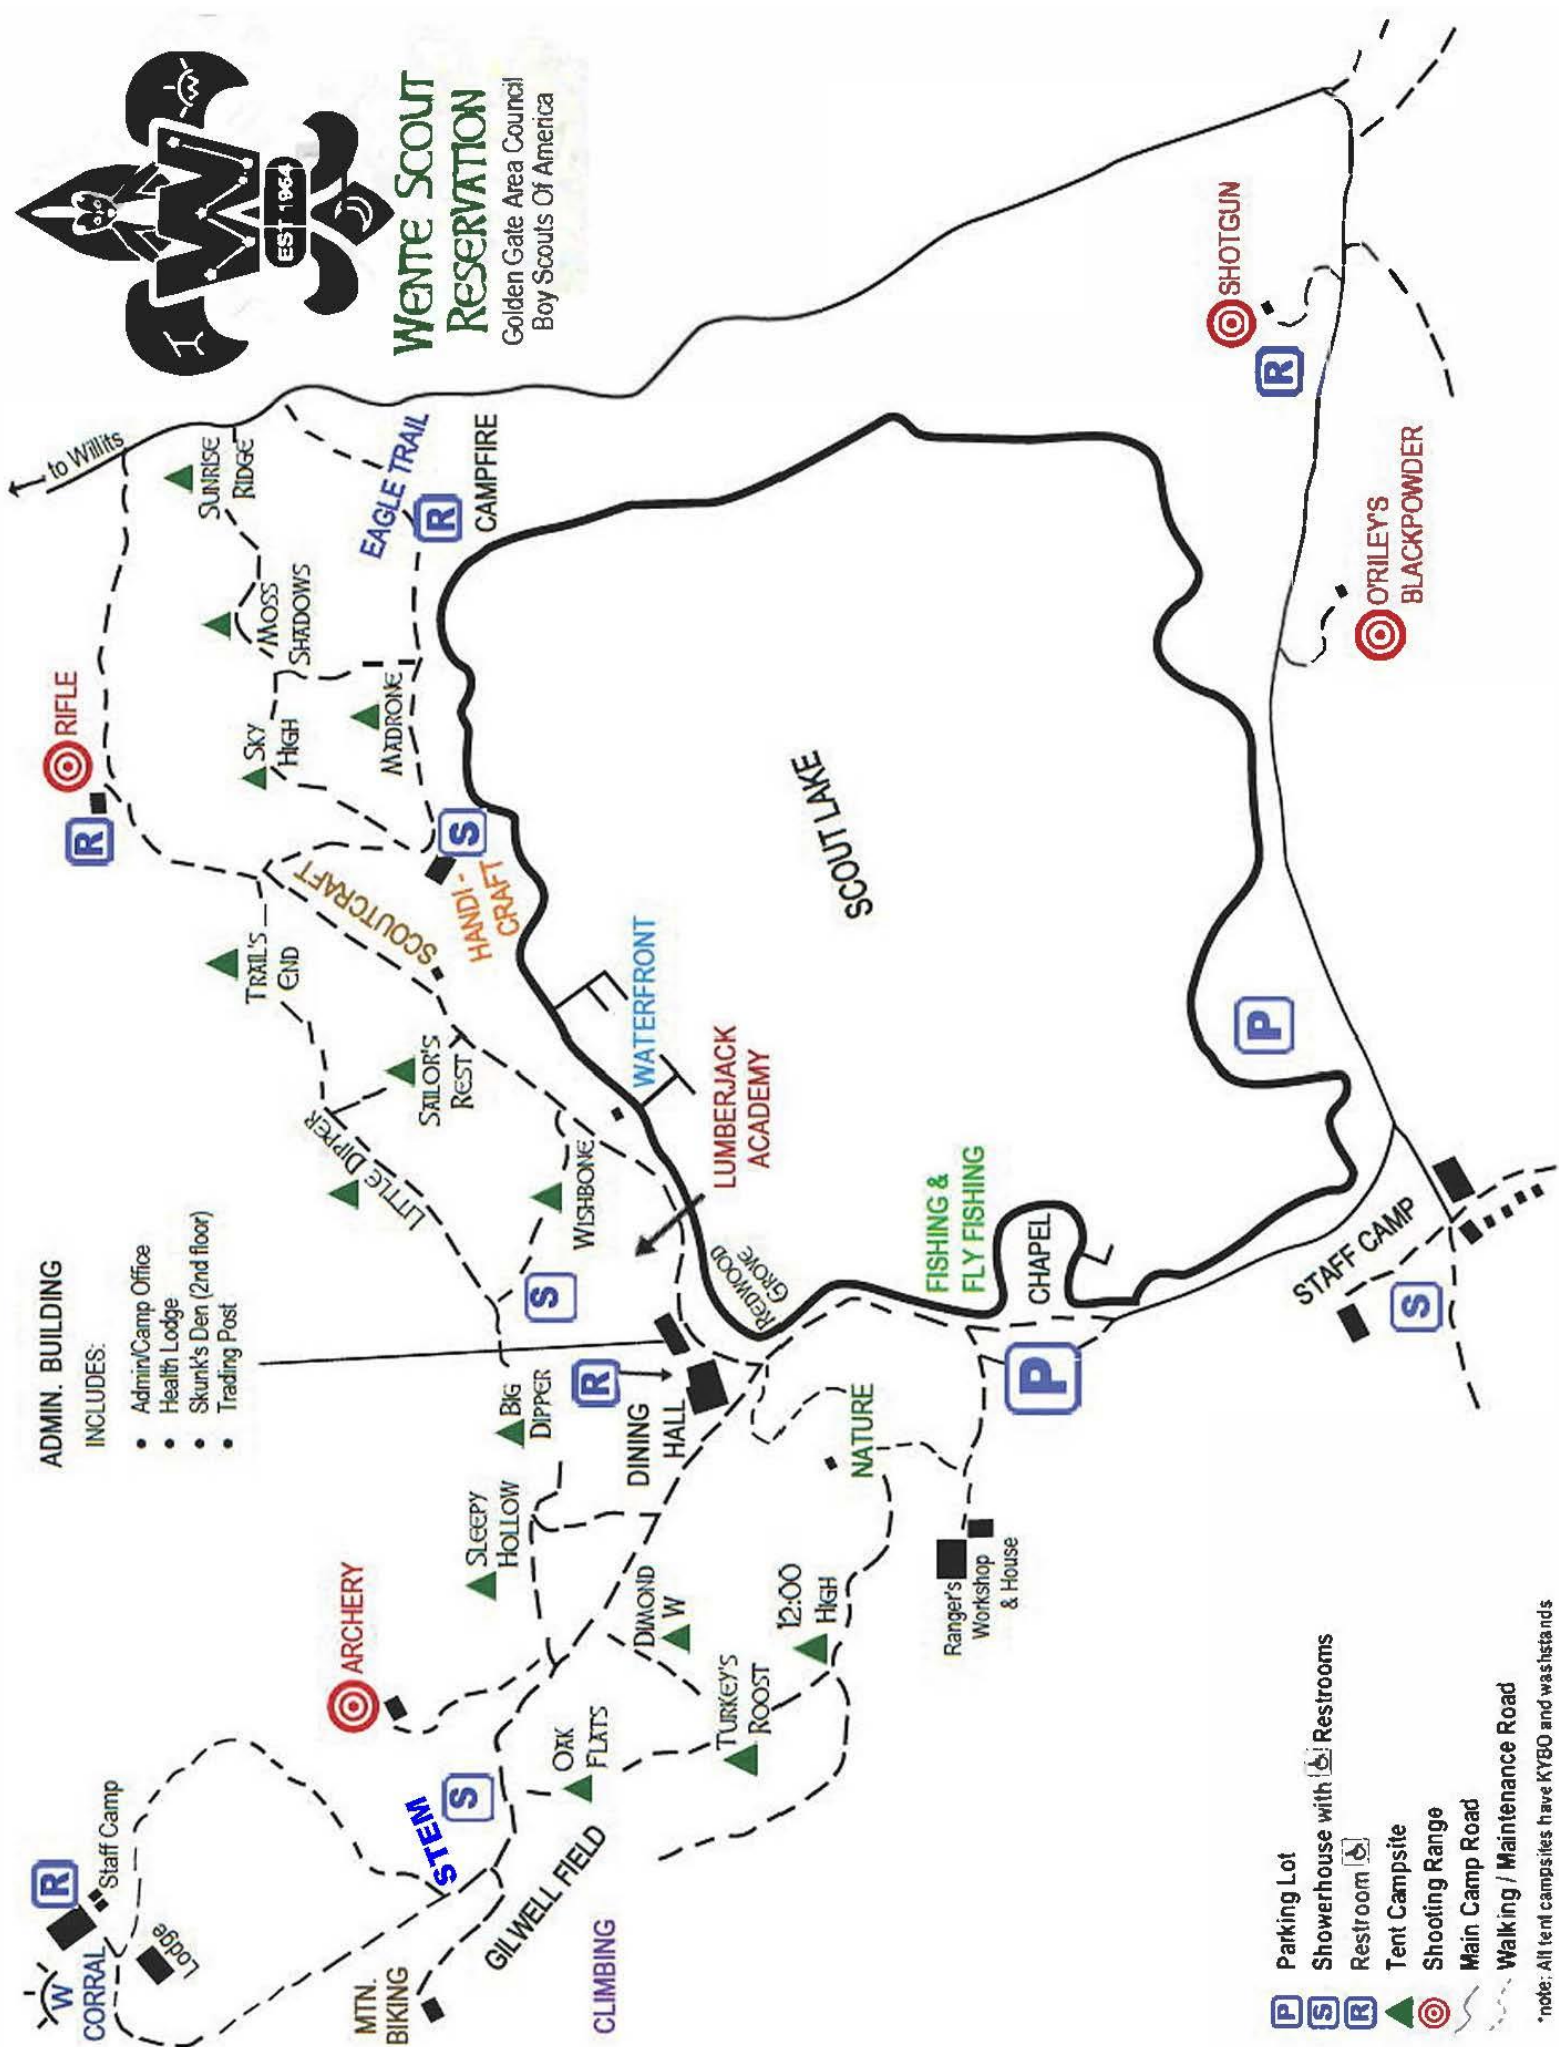 W
EST 1964
WENTE SCOUT
RESERVATION
Golden Gate Area Council
Boy Scouts Of America
to Willits
SUNRISE
RIDGE
EAGLE TRAIL
R
CAMPFIRE
MOSS
SHADOWS
RIFLE
R
SKY
HIGH
MADRONE
S
HANDI -
CRAFT
SCOUTCRAFT
TRAIL'S
END
SAILOR'S
REST
LITTLE DIPPER
WATERFRONT
LUMBERJACK
ACADEMY
WISHBONE
S
REDWOOD
GROVE
SCOUT LAKE
SHOTGUN
R
O'RILEY'S
BLACKPOWDER
P
FISHING &
FLY FISHING
CHAPEL
P
STAFF CAMP
S
ADMIN. BUILDING
INCLUDES:
• Admin/Camp Office
• Health Lodge
• Skunk's Den (2nd floor)
• Trading Post
BIG
DIPPER
R
DINING
HALL
SLEEPY
HOLLOW
NATURE
Ranger's
Workshop
& House
ARCHERY
DIMOND
W
12:00
HIGH
TURKEY'S
ROOST
OAK
FLATS
STEM
S
GILWELL FIELD
CLIMBING
MTN.
BIKING
R
Staff Camp
Lodge
W
CORRAL
P Parking Lot
S Showerhouse with Restrooms
R Restroom
Tent Campsite
Shooting Range
Main Camp Road
Walking / Maintenance Road
*note: All tent campsites have KYBO and washstands